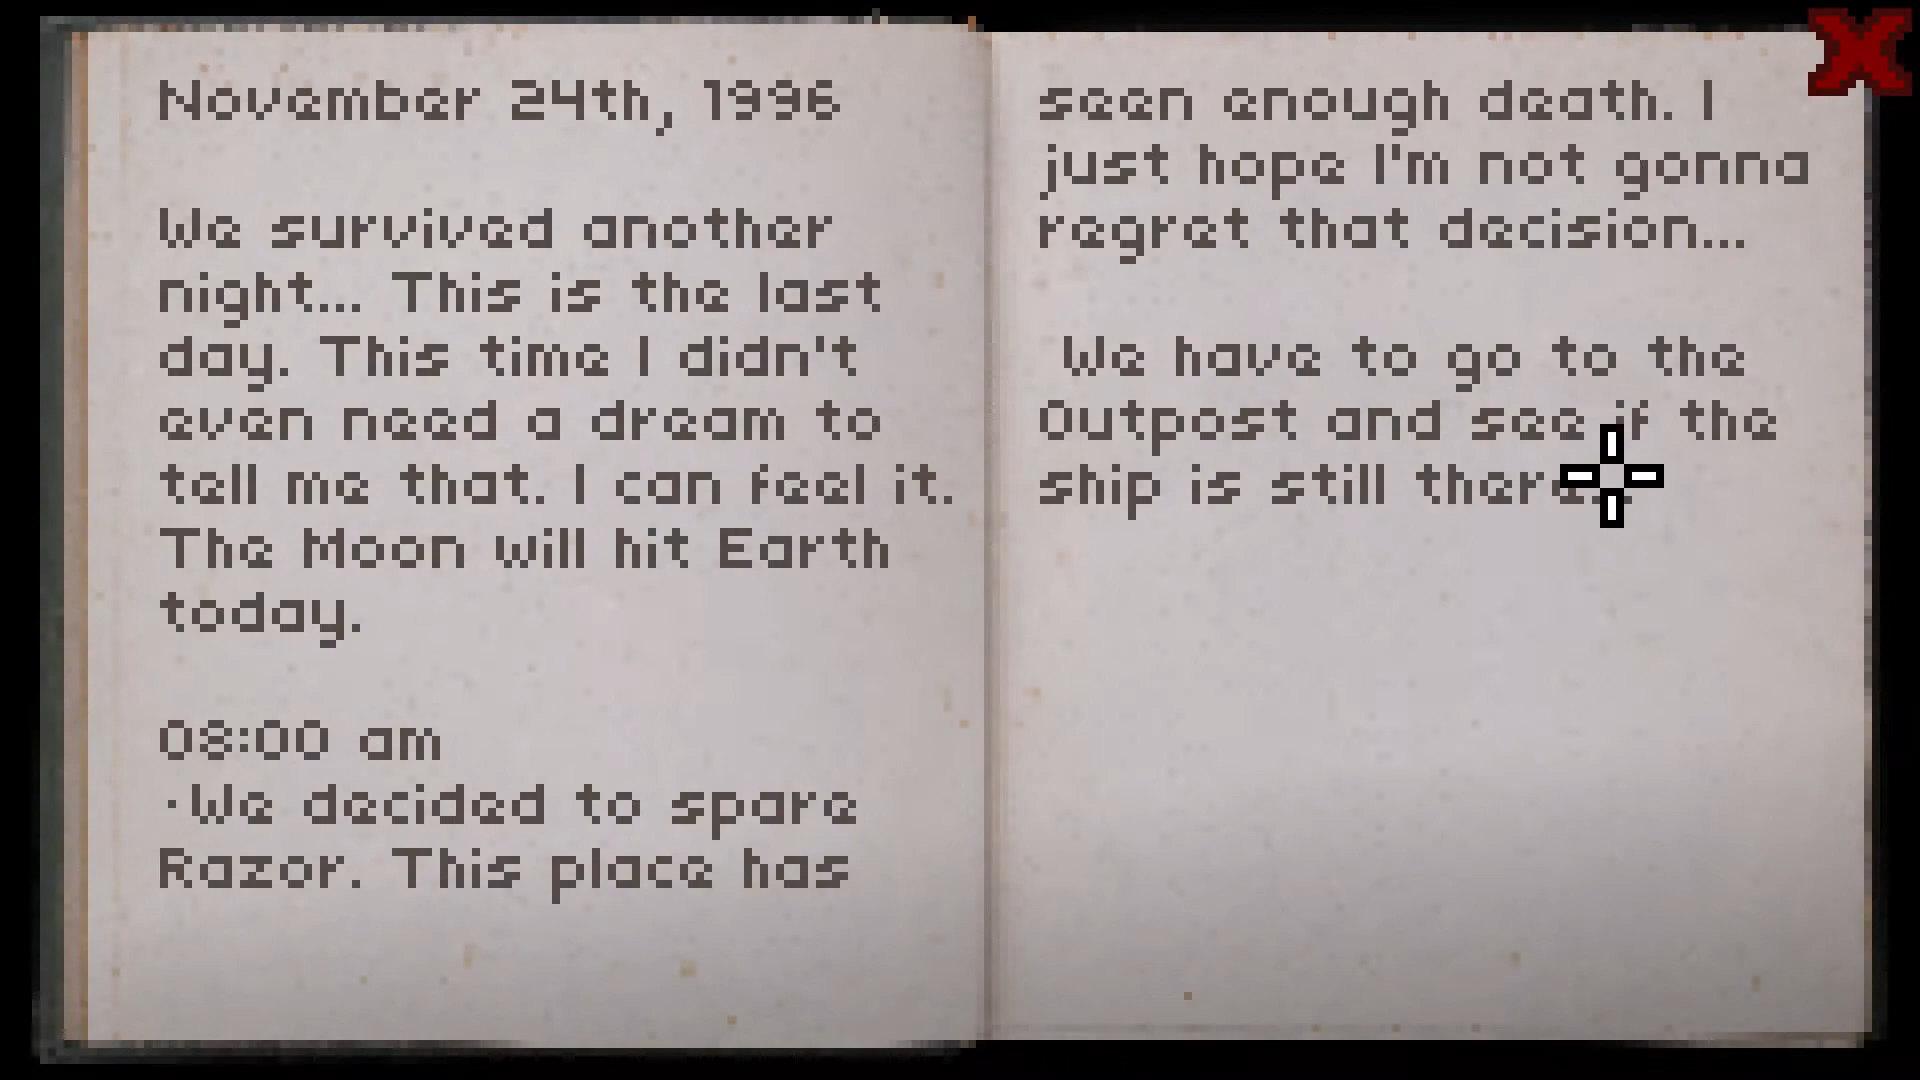 November 24th, 1996
We survived another
night... This is the last
day. This time I didn't
even need a dream to
tell me that. I can feel it.
The Moon will hit Earth
today.
08:00 am
·We decided to spare
Razor. This place has
seen enough death. I
just hope I'm not gonna
regret that decision...
We have to go to the
Outpost and see if the
ship is still there.